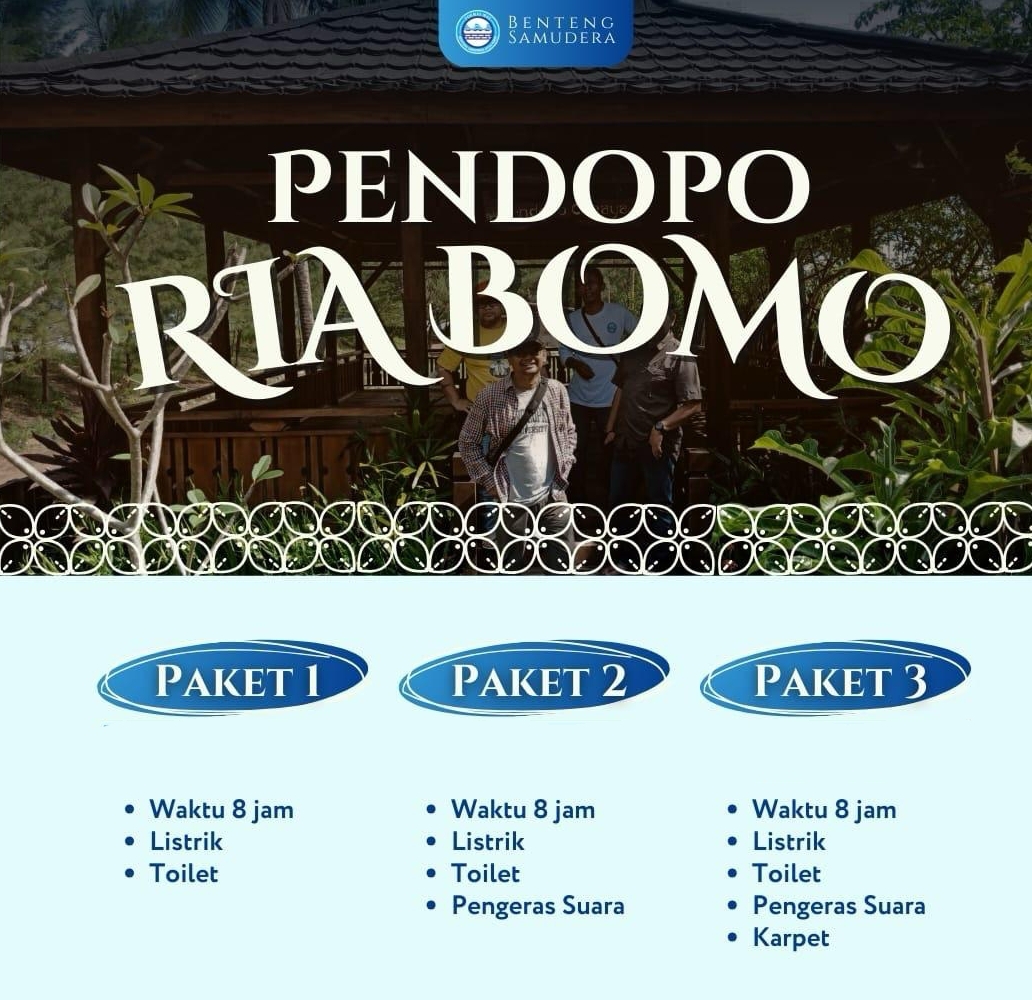 BENTENG
SAMUDERA
PENDOPO
RIA BOMO
PAKET 1
PAKET 2
PAKET 3
• Waktu 8 jam
• Listrik
• Toilet
• Waktu 8 jam
• Listrik
• Toilet
• Pengeras Suara
• Waktu 8 jam
• Listrik
• Toilet
• Pengeras Suara
• Karpet